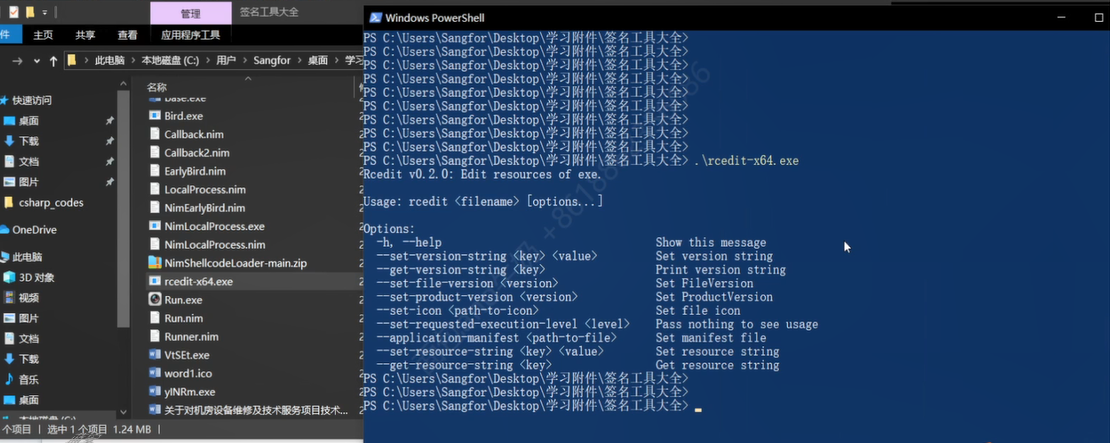 管理
签名工具大全
件
主页
共享
查看
应用程序工具
此电脑 > 本地磁盘 (C:) > 用户 > Sangfor > 桌面 > 学习
名称
快速访问
桌面
下载
文档
图片
csharp_codes
OneDrive
此电脑
3D 对象
视频
图片
文档
下载
音乐
桌面
本地磁盘 (C:)
Base.exe
Bird.exe
Callback.nim
Callback2.nim
EarlyBird.nim
LocalProcess.nim
NimEarlyBird.nim
NimLocalProcess.exe
NimLocalProcess.nim
NimShellcodeLoader-main.zip
rcedit-x64.exe
Run.exe
Run.nim
Runner.nim
VtSEt.exe
word1.ico
ylNRm.exe
关于对机房设备维修及技术服务项目技术...
个项目 | 选中 1 个项目 1.24 MB |
Windows PowerShell
PS C:\Users\Sangfor\Desktop\学习附件\签名工具大全>
PS C:\Users\Sangfor\Desktop\学习附件\签名工具大全>
PS C:\Users\Sangfor\Desktop\学习附件\签名工具大全>
PS C:\Users\Sangfor\Desktop\学习附件\签名工具大全>
PS C:\Users\Sangfor\Desktop\学习附件\签名工具大全>
PS C:\Users\Sangfor\Desktop\学习附件\签名工具大全>
PS C:\Users\Sangfor\Desktop\学习附件\签名工具大全>
PS C:\Users\Sangfor\Desktop\学习附件\签名工具大全>
PS C:\Users\Sangfor\Desktop\学习附件\签名工具大全>
PS C:\Users\Sangfor\Desktop\学习附件\签名工具大全> .\rcedit-x64.exe
Rcedit v0.2.0: Edit resources of exe.
Usage: rcedit <filename> [options...]
Options:
-h, --help Show this message
--set-version-string <key> <value> Set version string
--get-version-string <key> Print version string
--set-file-version <version> Set FileVersion
--set-product-version <version> Set ProductVersion
--set-icon <path-to-icon> Set file icon
--set-requested-execution-level <level> Pass nothing to see usage
--application-manifest <path-to-file> Set manifest file
--set-resource-string <key> <value> Set resource string
--get-resource-string <key> Get resource string
PS C:\Users\Sangfor\Desktop\学习附件\签名工具大全>
PS C:\Users\Sangfor\Desktop\学习附件\签名工具大全>
PS C:\Users\Sangfor\Desktop\学习附件\签名工具大全>